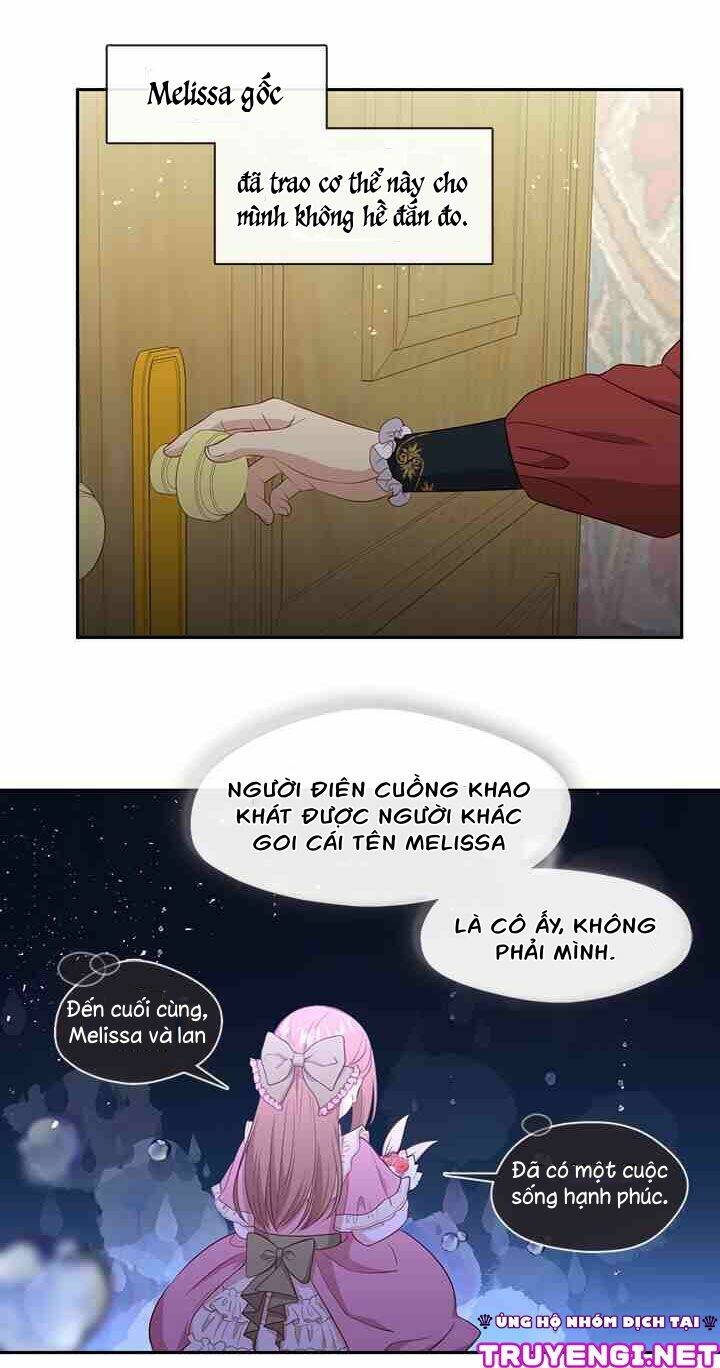 Melissa gốc
đã trao cơ thể này cho
mình không hề đắn đo.
NGƯỜI ĐIÊN CUỒNG KHAO
KHÁT ĐƯỢC NGƯỜI KHÁC
GOI CÁI TÊN MELISSA
LÀ CÔ ẤY, KHÔNG
PHẢI MÌNH.
Đến cuối cùng,
Melissa và Ian
Đã có một cuộc
sống hạnh phúc.
ỦNG HỘ NHÓM DỊCH TẠI
TRUYENGI.NET